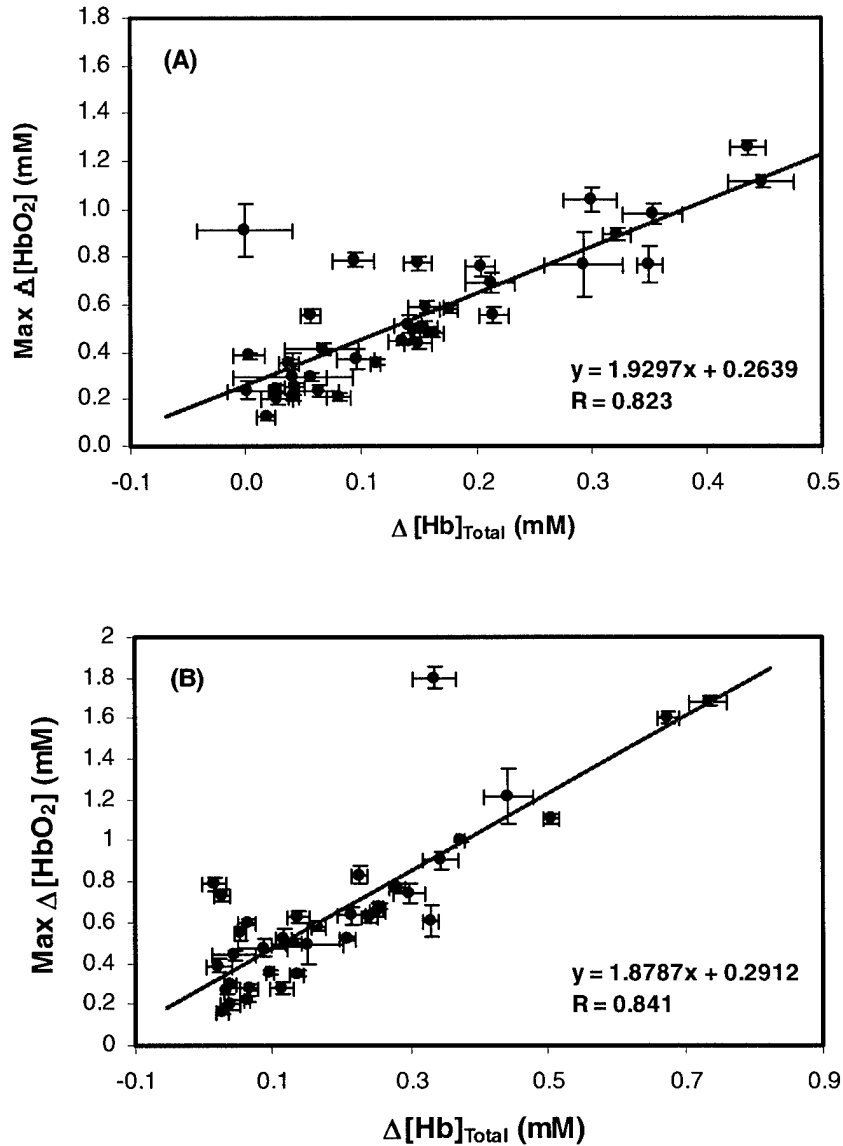 (A)
Max Δ[HbO₂] (mM)
1.8
1.6
1.4
1.2
1.0
0.8
0.6
0.4
0.2
0.0
y = 1.9297x + 0.2639
R = 0.823
-0.1 0.0 0.1 0.2 0.3 0.4 0.5
Δ [Hb]Total (mM)
(B)
Max Δ[HbO₂] (mM)
2
1.8
1.6
1.4
1.2
1
0.8
0.6
0.4
0.2
0
y = 1.8787x + 0.2912
R = 0.841
-0.1 0.1 0.3 0.5 0.7 0.9
Δ[Hb]Total (mM)